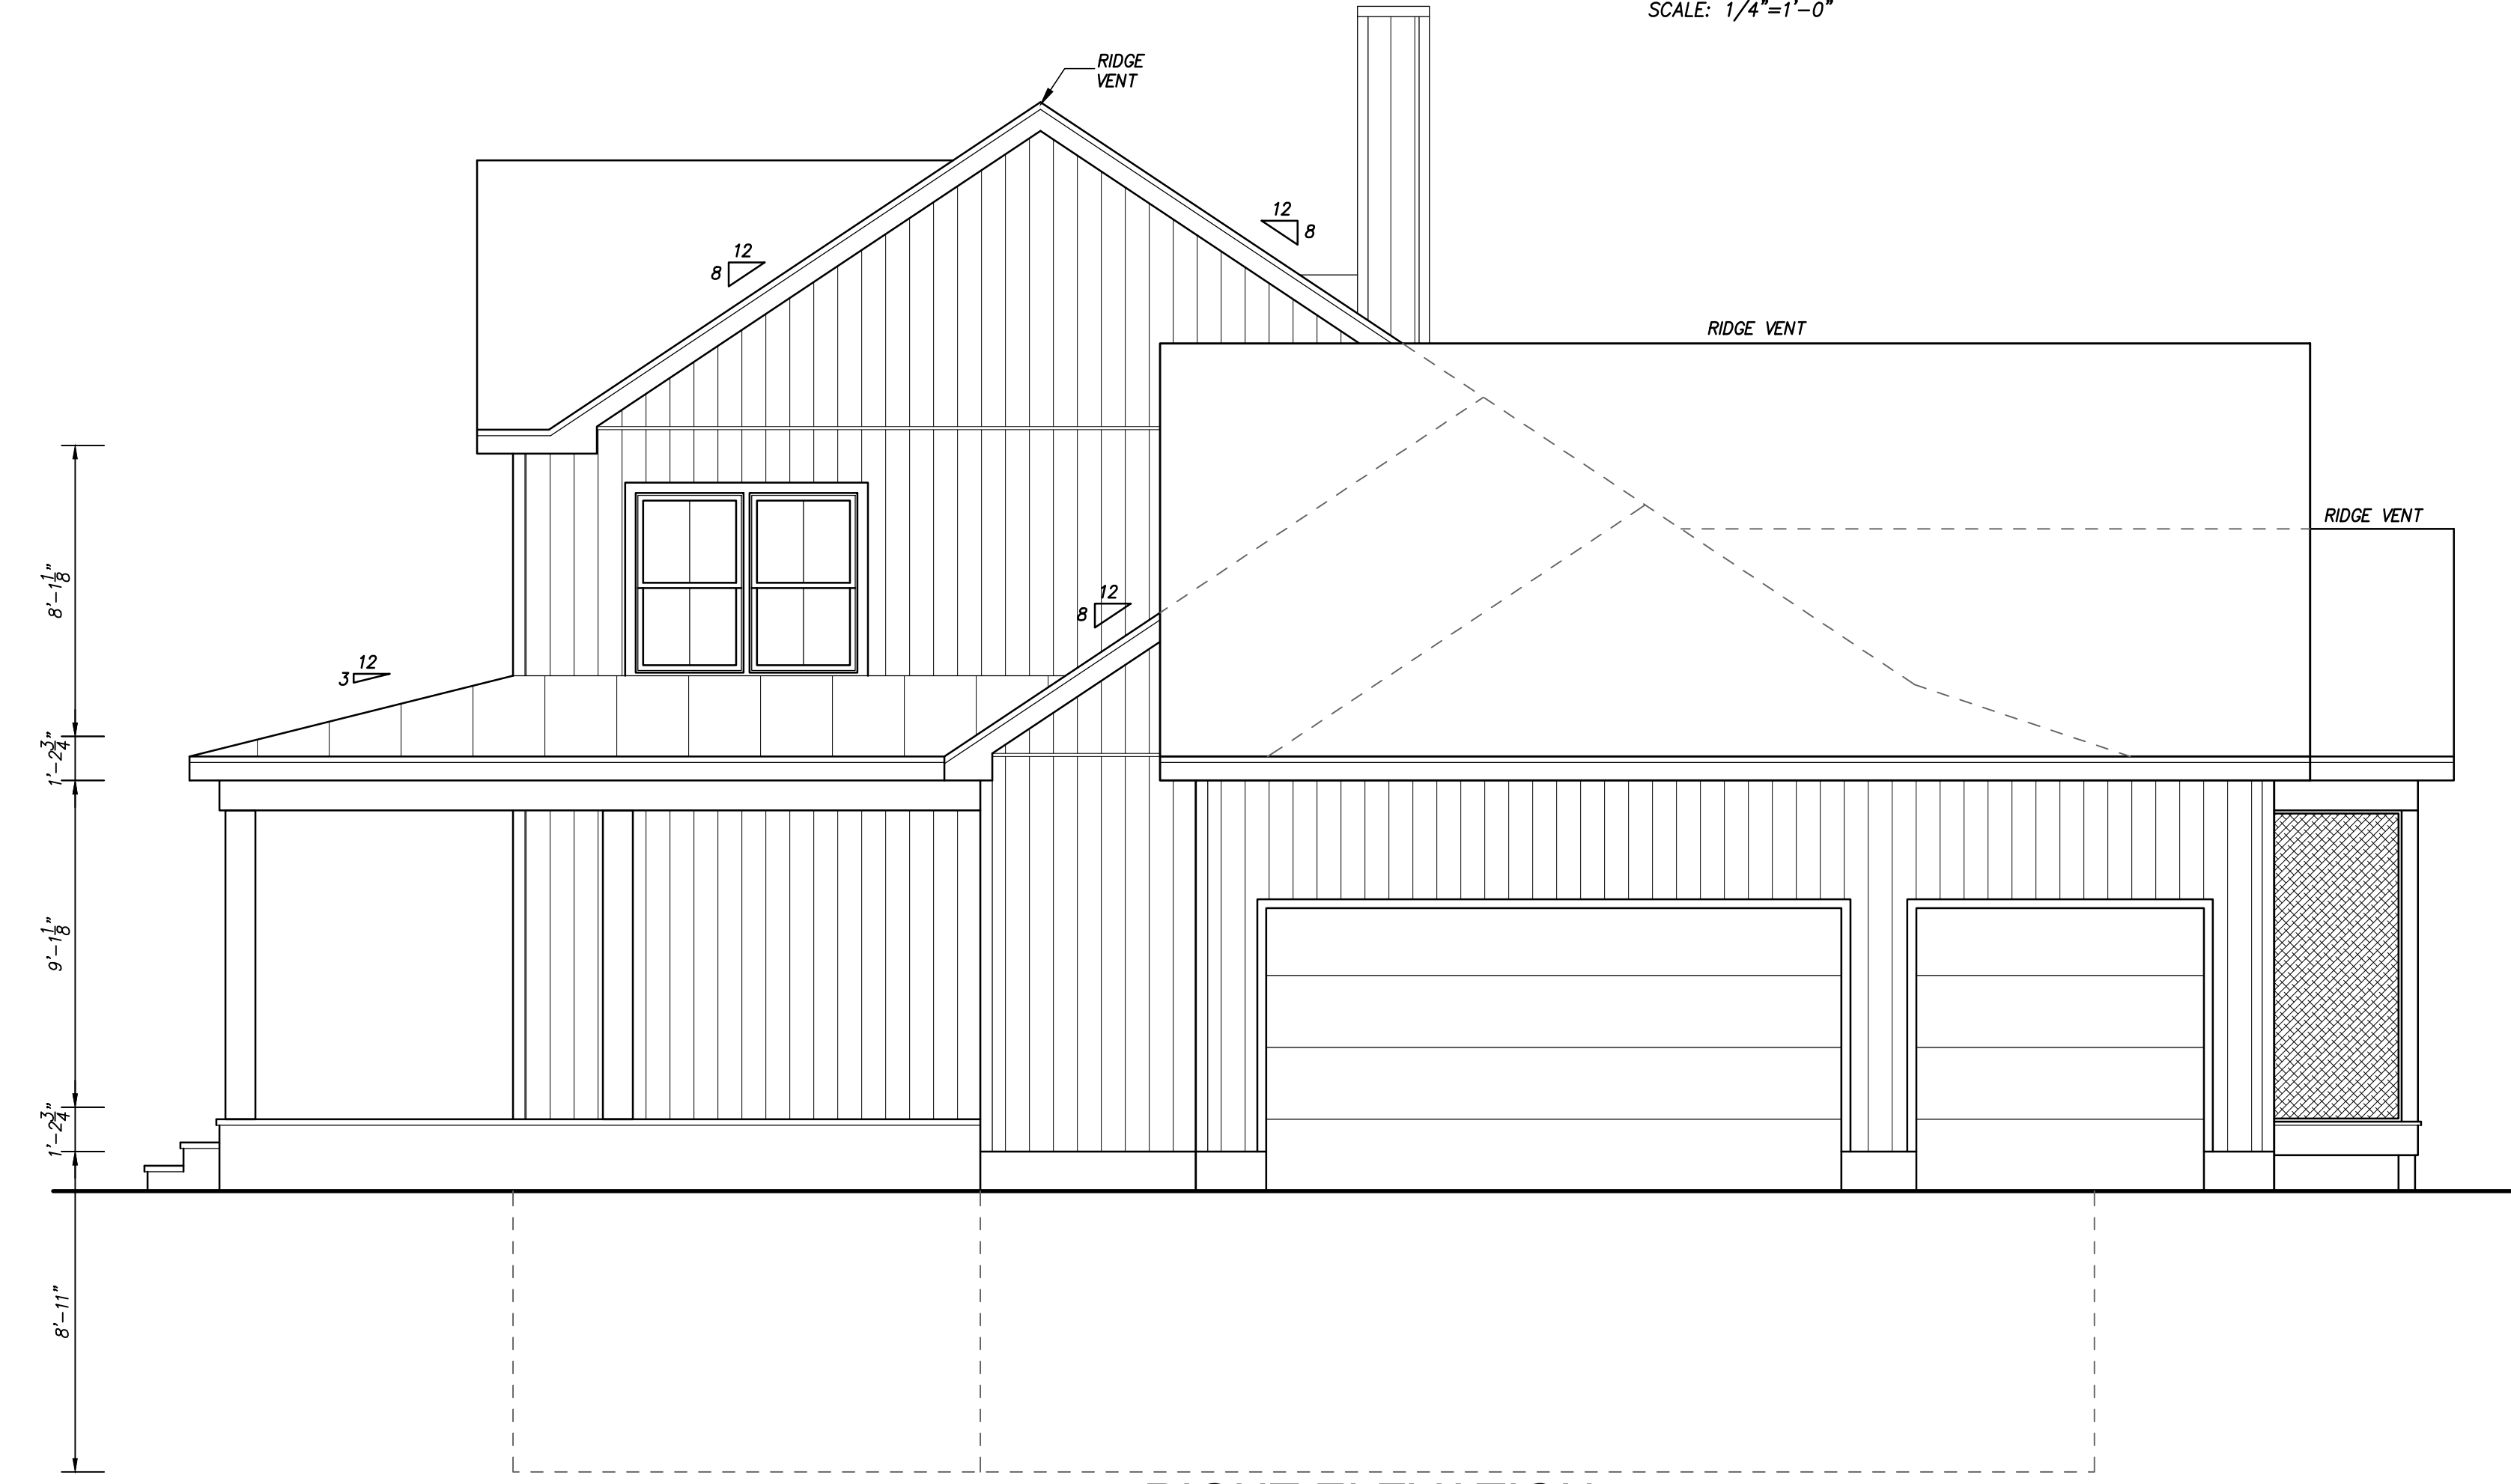 SCALE: 1/4"=1'-0"
RIDGE
VENT
12
8
12
8
RIDGE VENT
RIDGE VENT
12
8
12
3
8'-1 1/8"
1'-2 3/4"
9'-1 1/8"
1'-2 3/4"
8'-11"